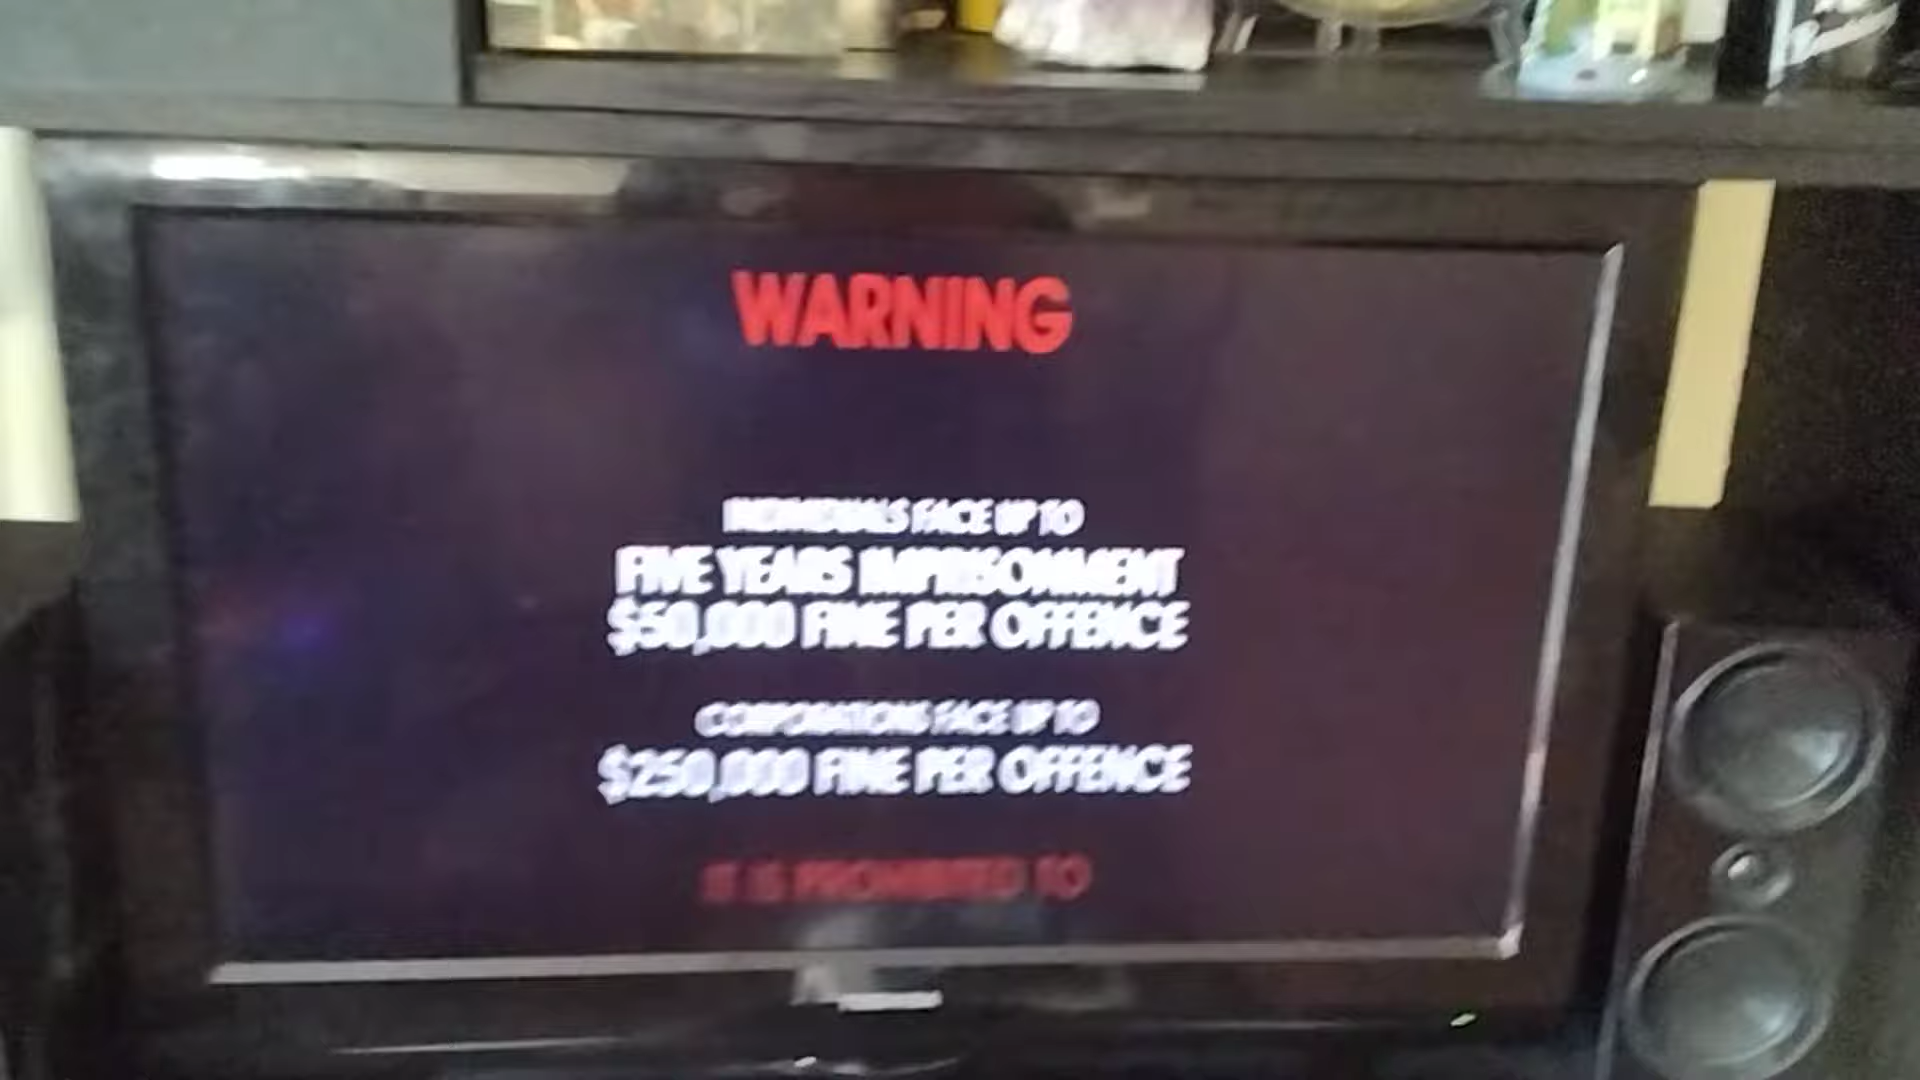 WARNING
INDIVIDUALS FACE UP TO
FIVE YEARS IMPRISONMENT
$50,000 FINE PER OFFENCE
CORPORATIONS FACE UP TO
$250,000 FINE PER OFFENCE
IT IS PROHIBITED TO